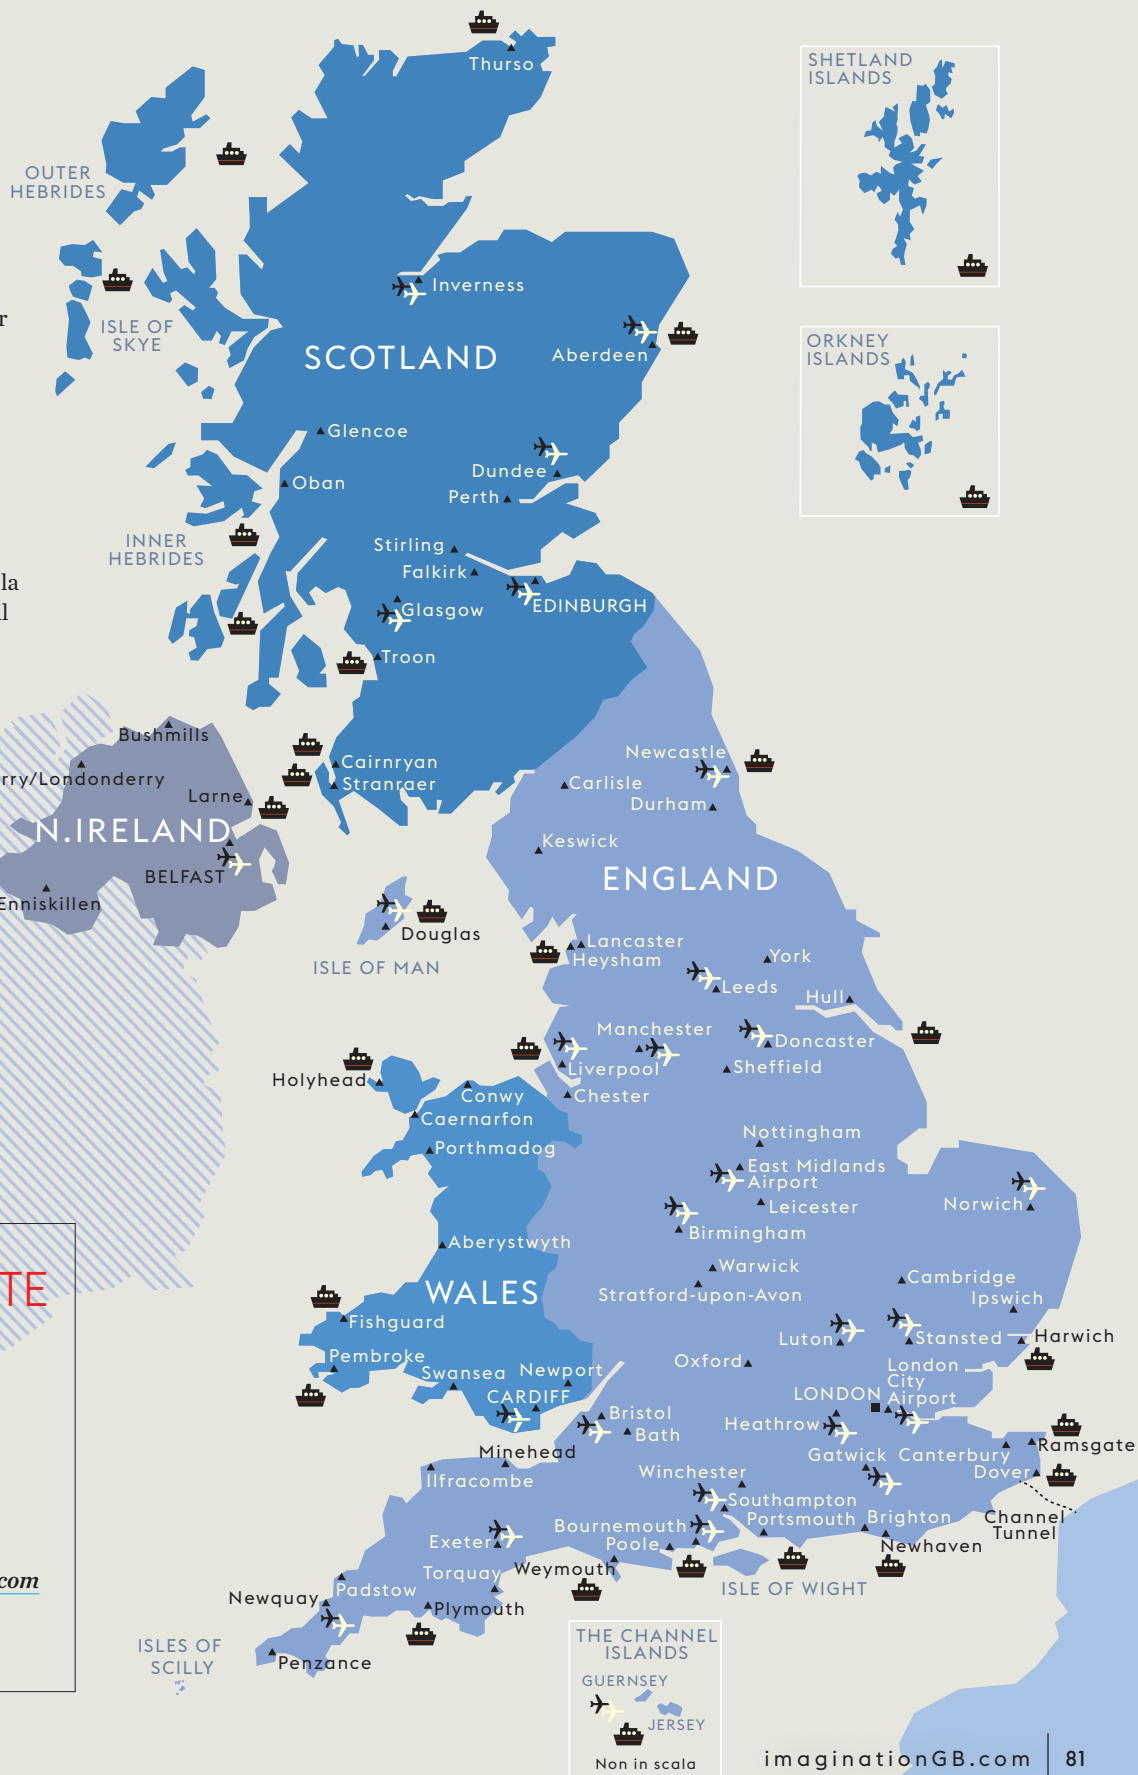 Thurso
SHETLAND
ISLANDS
OUTER
HEBRIDES
Inverness
r
ISLE OF
SKYE
SCOTLAND
Aberdeen
ORKNEY
ISLANDS
Glencoe
Dundee
Oban
Perth
INNER
HEBRIDES
Stirling
Falkirk
la
EDINBURGH
Glasgow
Troon
Bushmills
Newcastle
Cairnryan
rry/Londonderry
Stranraer
Carlisle
Larne
Durham
N.IRELAND
Keswick
BELFAST
ENGLAND
Enniskillen
Douglas
Lancaster
Heysham
York
ISLE OF MAN
Leeds
Hull
Manchester
Doncaster
Liverpool
Sheffield
Holyhead
Conwy
Chester
Caernarfon
Nottingham
Porthmadog
East Midlands
Airport
Leicester
Norwich
Birmingham
Aberystwyth
Warwick
Cambridge
TE
WALES
Stratford-upon-Avon
Ipswich
Fishguard
Luton
Stansted
Harwich
Pembroke
Oxford
London
City
Airport
Swansea
Newport
CARDIFF
LONDON
Bristol
Heathrow
Bath
Ramsgate
Minehead
Gatwick
Canterbury
Ilfracombe
Winchester
Dover
Southampton
Channel
Tunnel
Bournemouth
Portsmouth
Brighton
Exeter
Poole
Newhaven
Torquay
Weymouth
com
Padstow
ISLE OF WIGHT
Newquay
Plymouth
ISLES OF
SCILLY
Penzance
THE CHANNEL
ISLANDS
GUERNSEY
JERSEY
Non in scala
imaginationGB.com
81